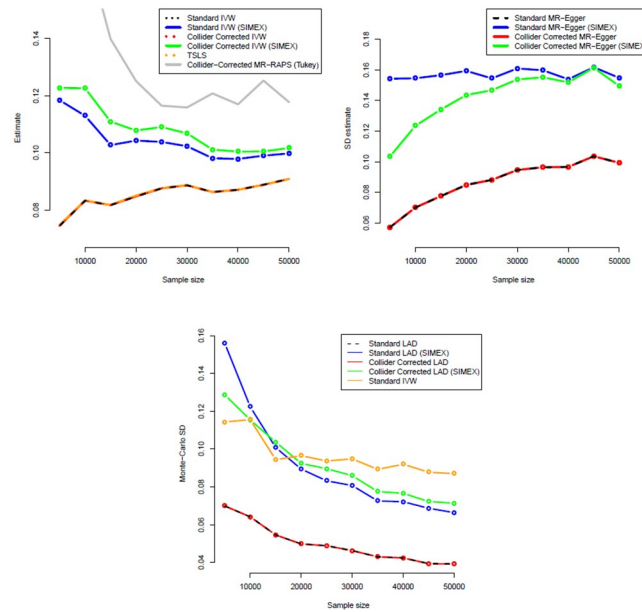 Standard IVW
Standard IVW (SIMEX)
Collider Corrected IVW
Collider Corrected IVW (SIMEX)
TSLS
Collider-Corrected MR-RAPS (Tukey)
Estimate
0.14
0.12
0.10
0.08
10000 20000 30000 40000 50000
Sample size
Standard MR-Egger
Standard MR-Egger (SIMEX)
Collider Corrected MR-Egger
Collider Corrected MR-Egger (SIMEX)
SD estimate
0.18
0.16
0.14
0.12
0.10
0.08
0.06
10000 20000 30000 40000 50000
Sample size
Standard LAD
Standard LAD (SIMEX)
Collider Corrected LAD
Collider Corrected LAD (SIMEX)
Standard IVW
Monte-Carlo SD
0.16
0.14
0.12
0.10
0.08
0.06
0.04
10000 20000 30000 40000 50000
Sample size